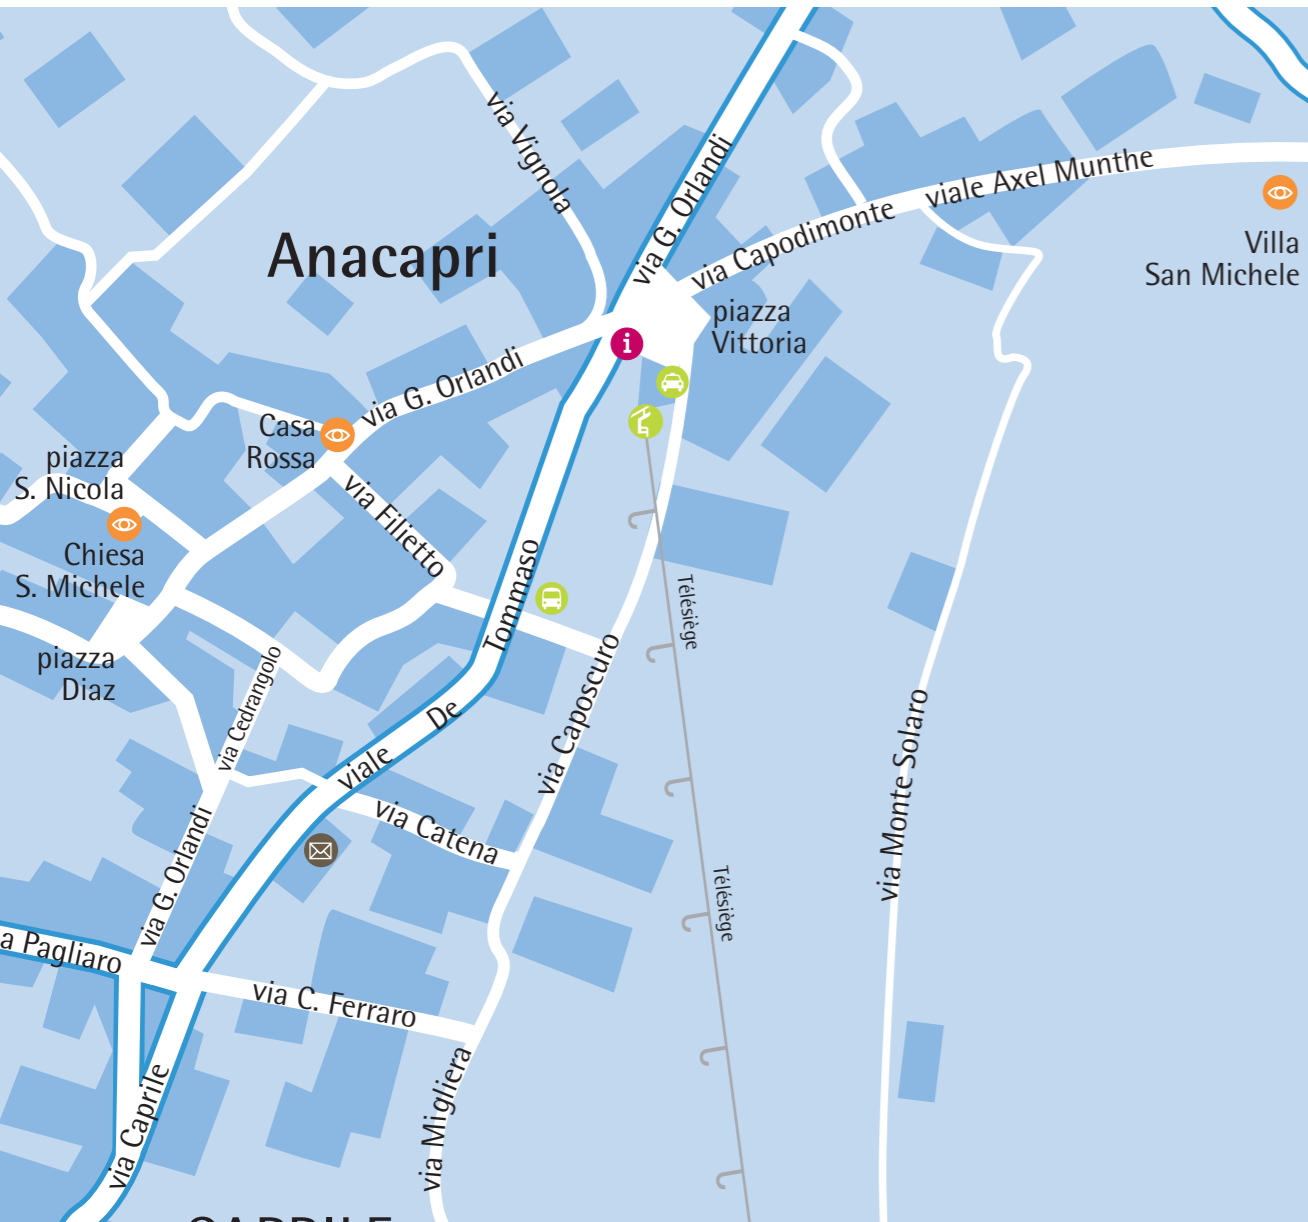 via Vignola
via G. Orlandi
viale Axel Munthe
via Capodimonte
Villa
San Michele
Anacapri
piazza
Vittoria
i
via G. Orlandi
Casa
Rossa
piazza
S. Nicola
via Filietto
Chiesa
S. Michele
Tommaso
Télésiège
piazza
Diaz
via Cedrangolo
via Caposcuro
De
viale
via Monte Solaro
via G. Orlandi
via Catena
Télésiège
a Pagliaro
via C. Ferraro
via Caprile
via Migliera